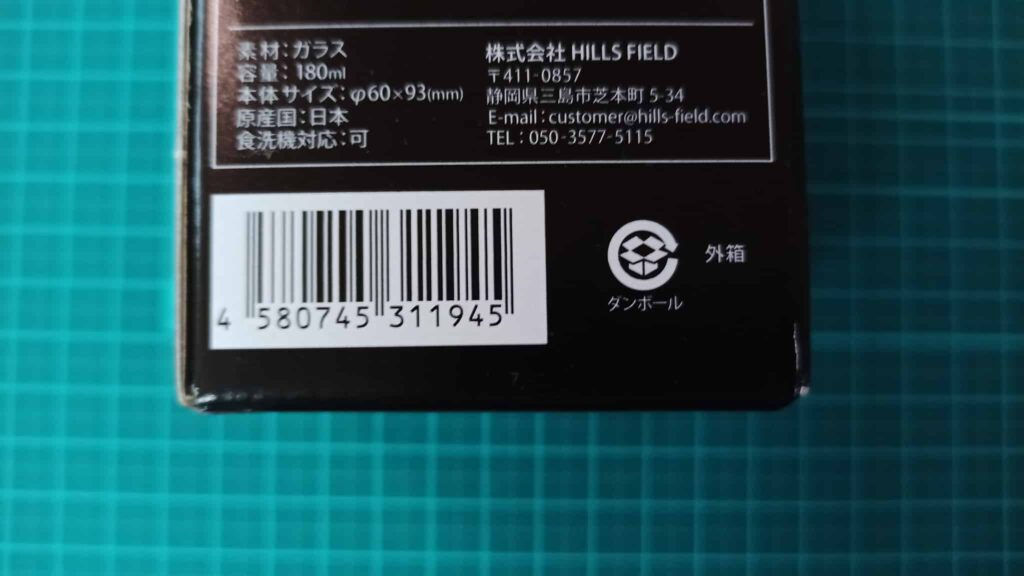 素材：ガラス
容量：180ml
本体サイズ：φ60×93(mm)
原産国：日本
食洗機対応：可
株式会社 HILLS FIELD
〒411-0857
静岡県三島市芝本町 5-34
E-mail：customer@hills-field.com
TEL：050-3577-5115
4 580745 311945
外箱
ダンボール
7